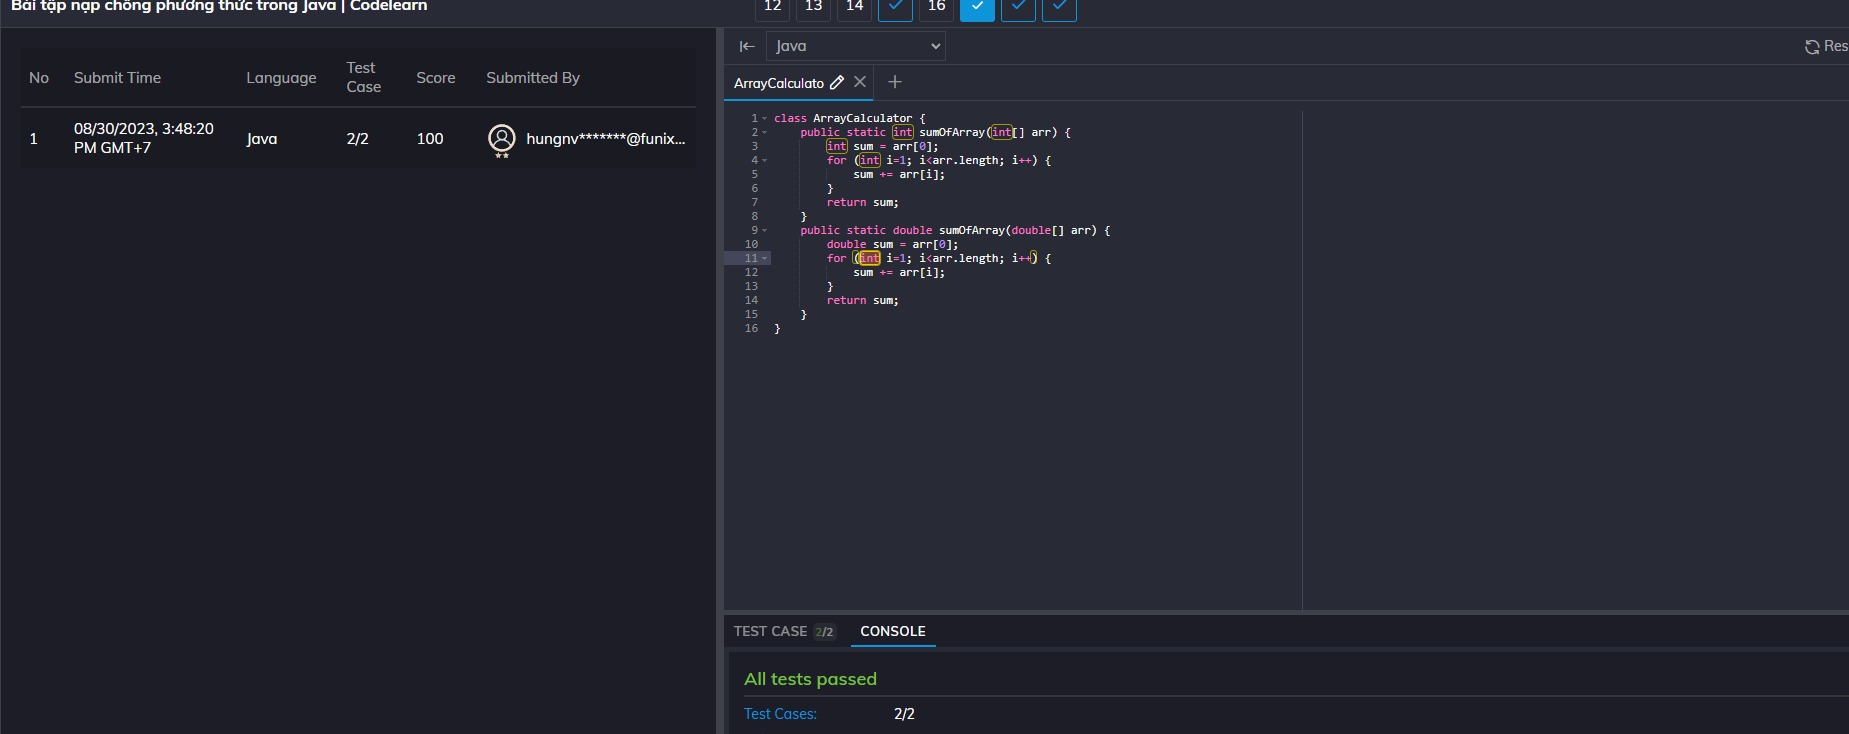 Bài tập nạp chồng phương thức trong Java | Codelearn
12 13 14 16
No Submit Time Language Test Case Score Submitted By
1 08/30/2023, 3:48:20 PM GMT+7 Java 2/2 100 hungnv*******@funix...
Java
Res
ArrayCalculato
1 class ArrayCalculator {
2 public static int sumOfArray(int[] arr) {
3 int sum = arr[0];
4 for (int i=1; i<arr.length; i++) {
5 sum += arr[i];
6 }
7 return sum;
8 }
9 public static double sumOfArray(double[] arr) {
10 double sum = arr[0];
11 for (int i=1; i<arr.length; i++) {
12 sum += arr[i];
13 }
14 return sum;
15 }
16 }
TEST CASE 2/2 CONSOLE
All tests passed
Test Cases: 2/2